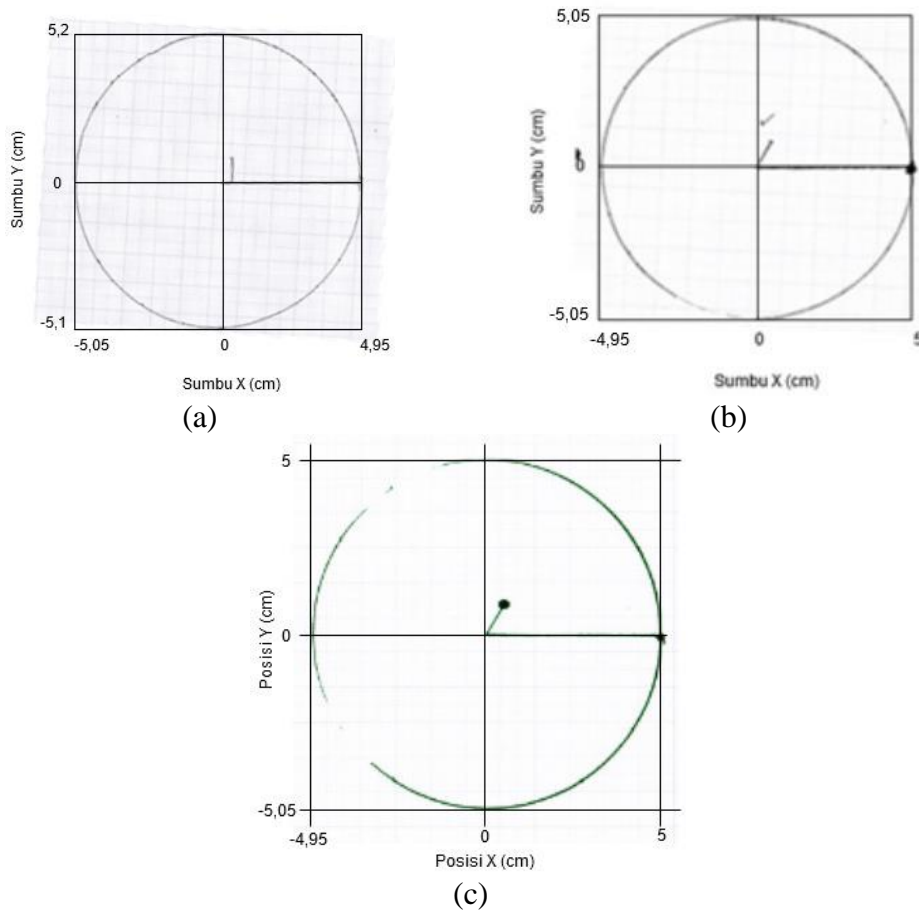 5,2
Sumbu Y (cm)
0
-5,1
-5,05
0
4,95
Sumbu X (cm)
(a)
5,05
Sumbu Y (cm)
0
-5,05
-4,95
0
5
Sumbu X (cm)
(b)
5
Posisi Y (cm)
0
-5,05
-4,95
0
5
Posisi X (cm)
(c)